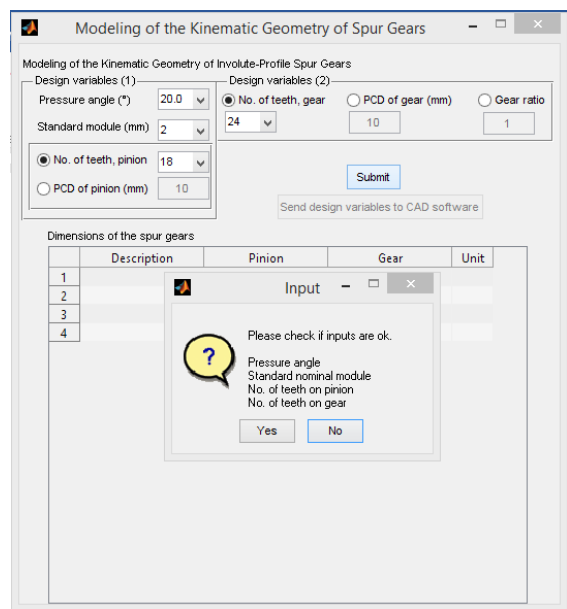 Modeling of the Kinematic Geometry of Spur Gears
Modeling of the Kinematic Geometry of Involute-Profile Spur Gears
Design variables (1)
Pressure angle (°) 20.0
Standard module (mm) 2
No. of teeth, pinion 18
PCD of pinion (mm) 10
Design variables (2)
No. of teeth, gear PCD of gear (mm) Gear ratio
24 10 1
Submit
Send design variables to CAD software
Dimensions of the spur gears
Description Pinion Gear Unit
1
2
3
4
Input
?
Please check if inputs are ok.
Pressure angle
Standard nominal module
No. of teeth on pinion
No. of teeth on gear
Yes No